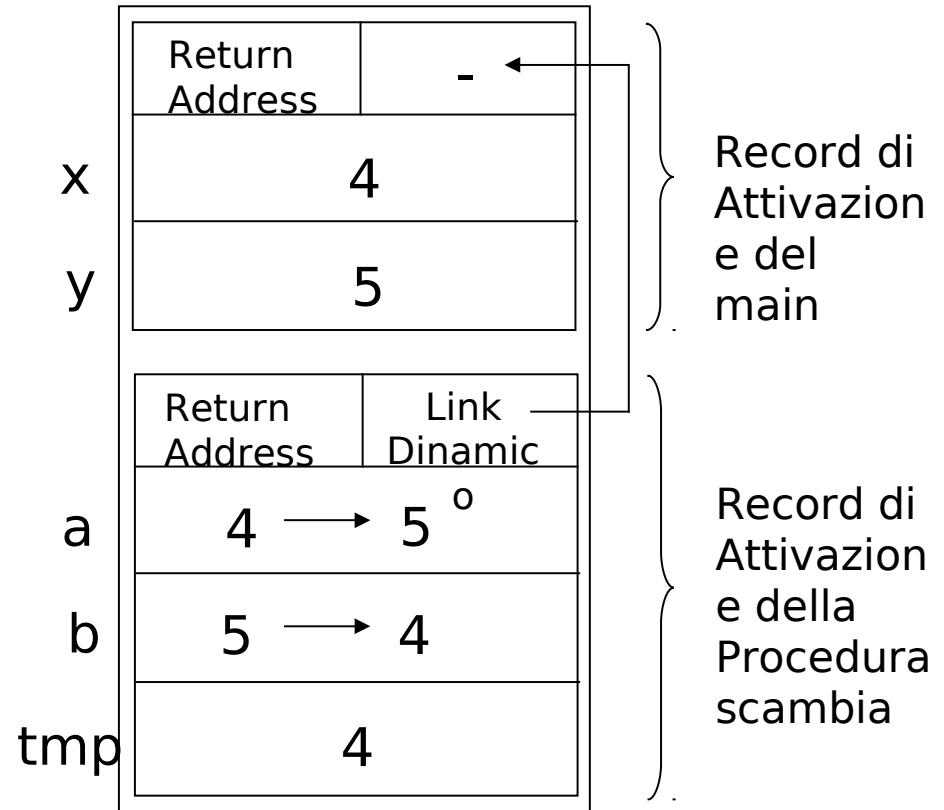 Return
Address
-
x
4
y
5
Record di
Attivazion
e del
main
Return
Address
Link
Dinamic
o
a
4
5
b
5
4
tmp
4
Record di
Attivazion
e della
Procedura
scambia